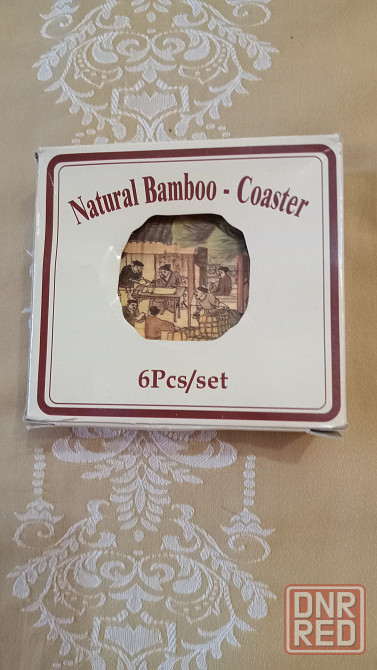 Natural Bamboo - Coaster
6Pcs/set
DNR
RED